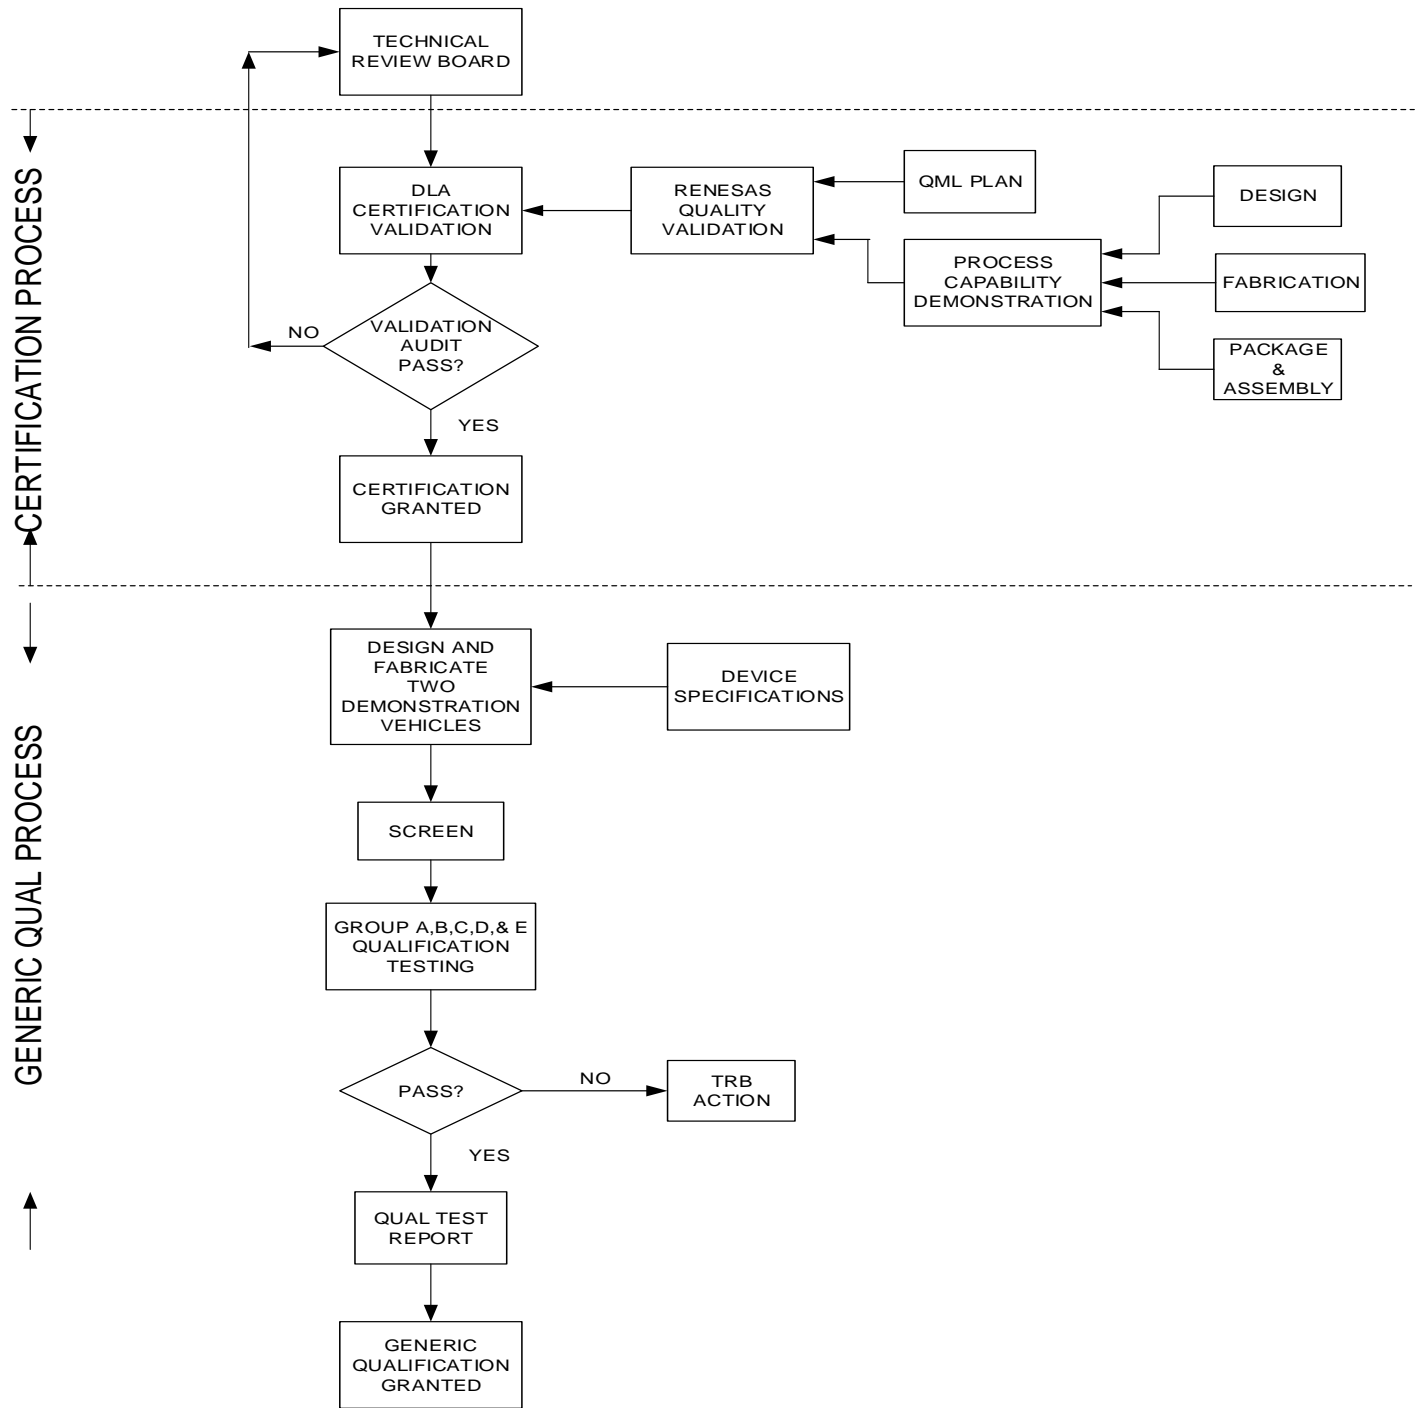 TECHNICAL
REVIEW BOARD
CERTIFICATION PROCESS
DLA
CERTIFICATION
VALIDATION
RENESAS
QUALITY
VALIDATION
QML PLAN
DESIGN
PROCESS
CAPABILITY
DEMONSTRATION
FABRICATION
PACKAGE
&
ASSEMBLY
VALIDATION
AUDIT
PASS?
NO
YES
CERTIFICATION
GRANTED
GENERIC QUAL PROCESS
DESIGN AND
FABRICATE
TWO
DEMONSTRATION
VEHICLES
DEVICE
SPECIFICATIONS
SCREEN
GROUP A,B,C,D,& E
QUALIFICATION
TESTING
PASS?
NO
TRB
ACTION
YES
QUAL TEST
REPORT
GENERIC
QUALIFICATION
GRANTED